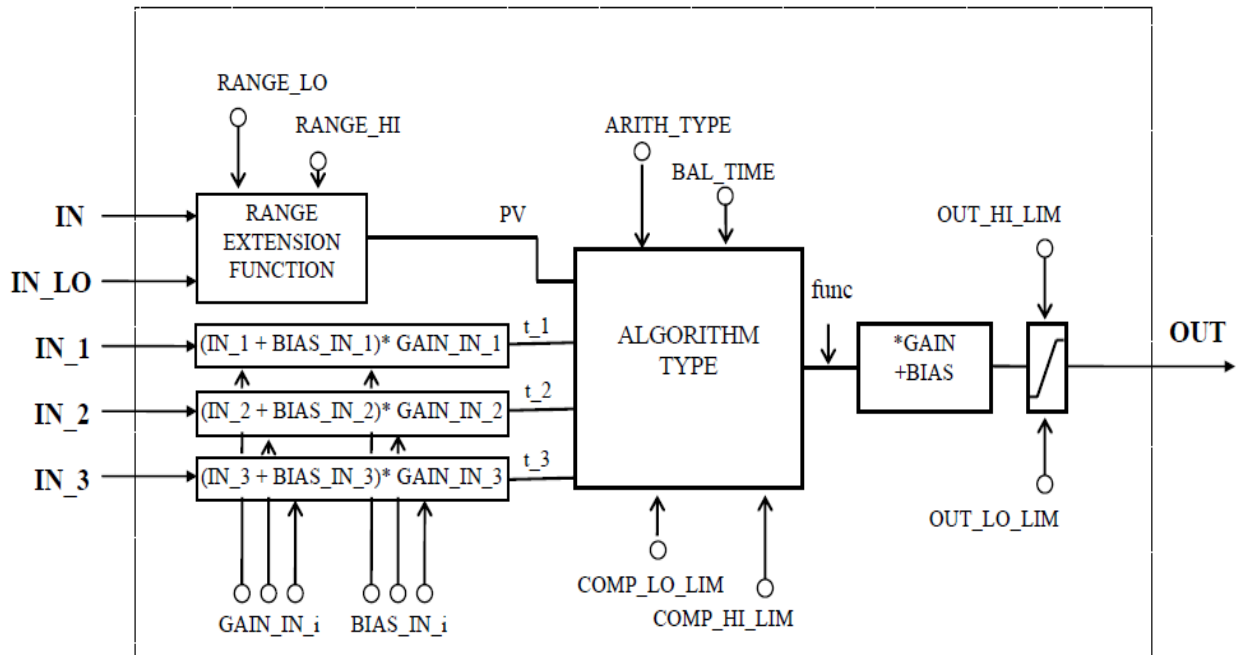 RANGE_LO
RANGE_HI
ARITH_TYPE
BAL_TIME
IN
RANGE
EXTENSION
FUNCTION
PV
OUT_HI_LIM
IN_LO
func
IN_1
(IN_1 + BIAS_IN_1)* GAIN_IN_1
t_1
ALGORITHM
TYPE
*GAIN
+BIAS
OUT
IN_2
(IN_2 + BIAS_IN_2)* GAIN_IN_2
t_2
IN_3
(IN_3 + BIAS_IN_3)* GAIN_IN_3
t_3
OUT_LO_LIM
COMP_LO_LIM
COMP_HI_LIM
GAIN_IN_i
BIAS_IN_i